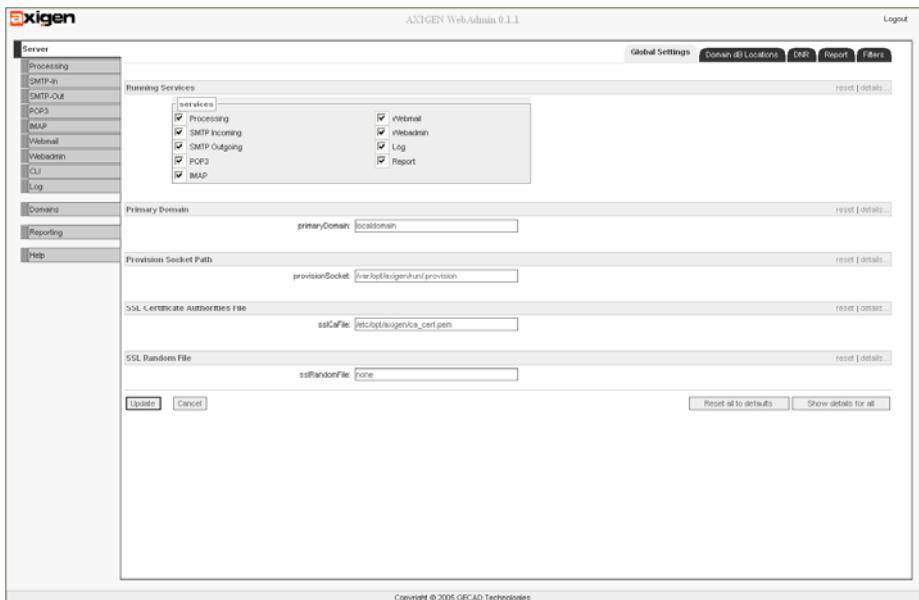 axigen
AXIGEN WebAdmin 0.1.1
Logout
Server
Global Settings
Domain dB Locations
DNR
Report
Filters
Processing
SMTP-In
SMTP-Out
POP3
IMAP
Webmail
Webadmin
CLI
Log
Domains
Reporting
Help
Running Services
reset | details...
services
Processing
Webmail
SMTP Incoming
Webadmin
SMTP Outgoing
Log
POP3
Report
IMAP
Primary Domain
reset | details...
primaryDomain: localdomain
Provision Socket Path
reset | details...
provisionSocket: /var/opt/axigen/run/.provision
SSL Certificate Authorities File
reset | details...
sslCaFile: /etc/opt/axigen/ca_cert.pem
SSL Random File
reset | details...
sslRandomFile: none
Update
Cancel
Reset all to defaults
Show details for all
Copyright © 2005 GECAD Technologies